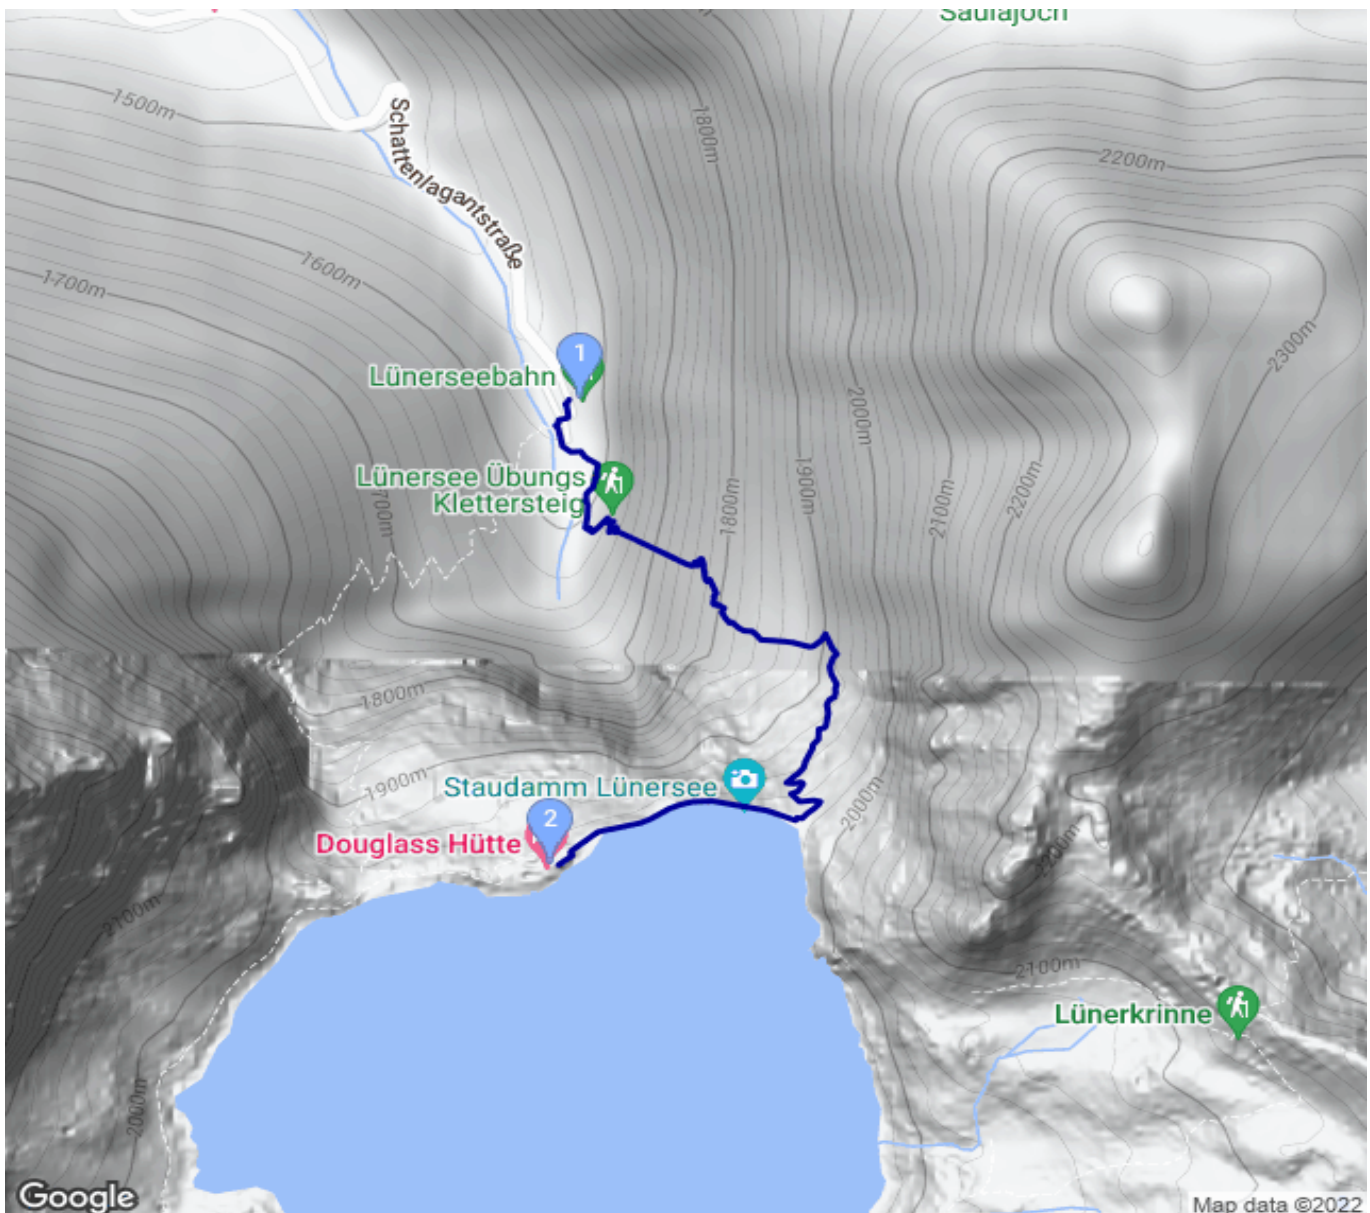 Saulajoch
1500m
Schattenlagantstraße
1800m
2200m
1600m
1700m
2300m
1
Lünerseebahn
2000m
Lünersee Übungs
Klettersteig
700m
1800m
1900m
2100m
2200m
1800m
1900m
Staudamm Lünersee
2000m
2
Douglass Hütte
2200m
2100m
2100m
Lünerkrinne
2000m
Google
Map data ©2022